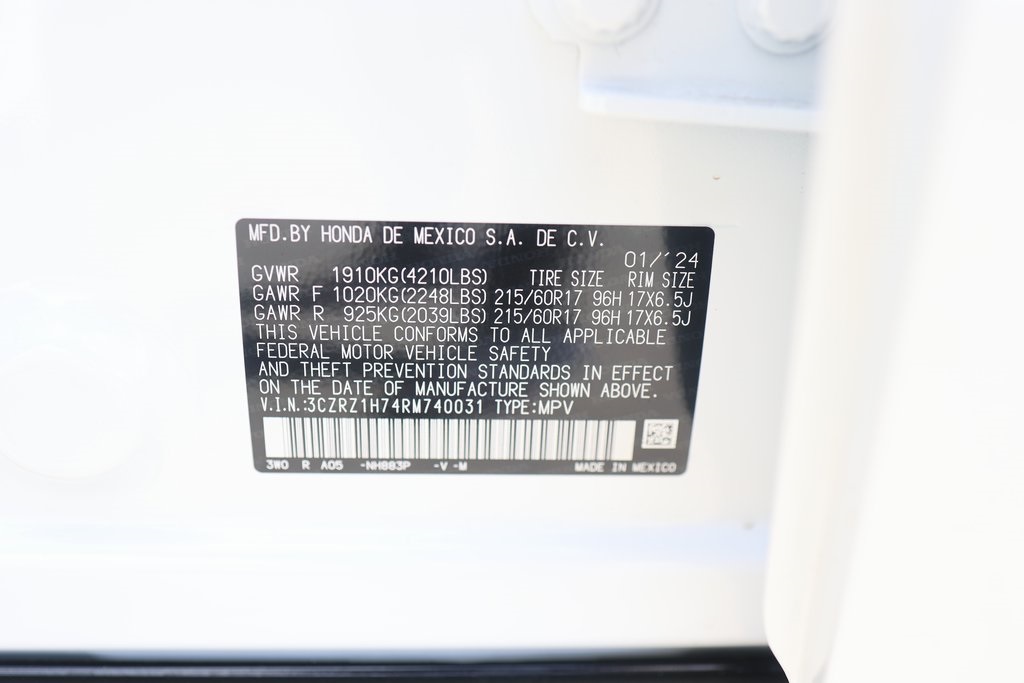 MFD.BY HONDA DE MEXICO S.A. DE C.V.
01/'24
GVWR 1910KG(4210LBS) TIRE SIZE RIM SIZE
GAWR F 1020KG(2248LBS) 215/60R17 96H 17X6.5J
GAWR R 925KG(2039LBS) 215/60R17 96H 17X6.5J
THIS VEHICLE CONFORMS TO ALL APPLICABLE
FEDERAL MOTOR VEHICLE SAFETY
AND THEFT PREVENTION STANDARDS IN EFFECT
ON THE DATE OF MANUFACTURE SHOWN ABOVE.
V.I.N.:3CZRZ1H74RM740031 TYPE:MPV
3W0 R A05 -NH883P -V -M MADE IN MEXICO